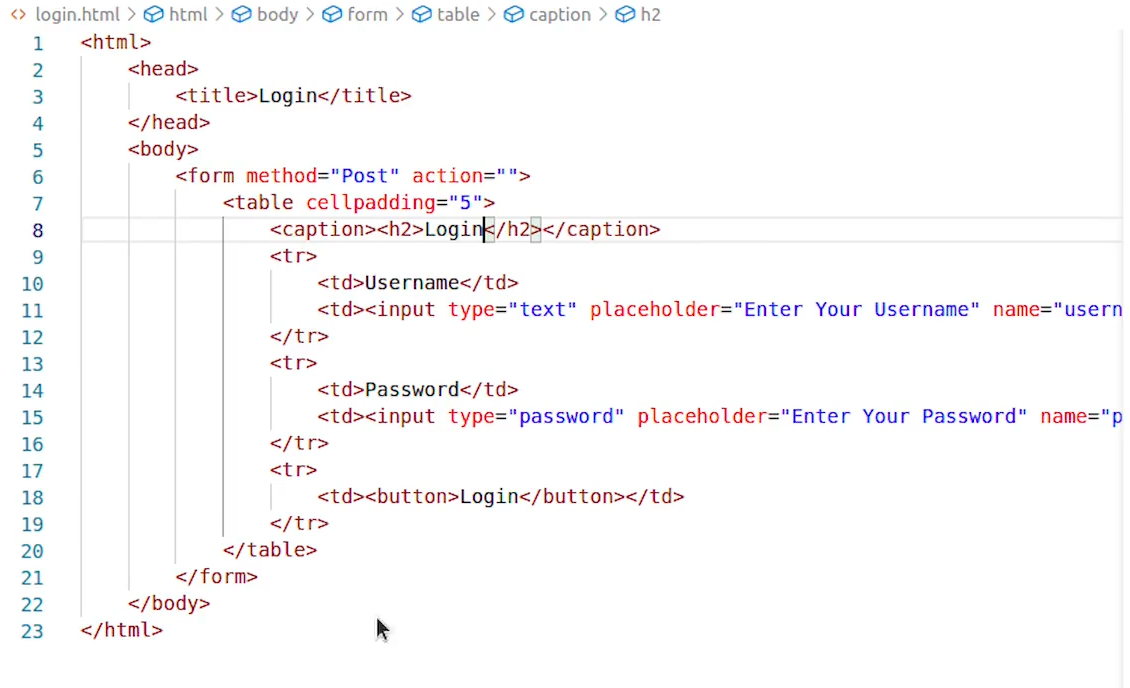 login.html > html > body > form > table > caption > h2
1 <html>
2 <head>
3 <title>Login</title>
4 </head>
5 <body>
6 <form method="Post" action="">
7 <table cellpadding="5">
8 <caption><h2>Login</h2></caption>
9 <tr>
10 <td>Username</td>
11 <td><input type="text" placeholder="Enter Your Username" name="usern
12 </tr>
13 <tr>
14 <td>Password</td>
15 <td><input type="password" placeholder="Enter Your Password" name="p
16 </tr>
17 <tr>
18 <td><button>Login</button></td>
19 </tr>
20 </table>
21 </form>
22 </body>
23 </html>